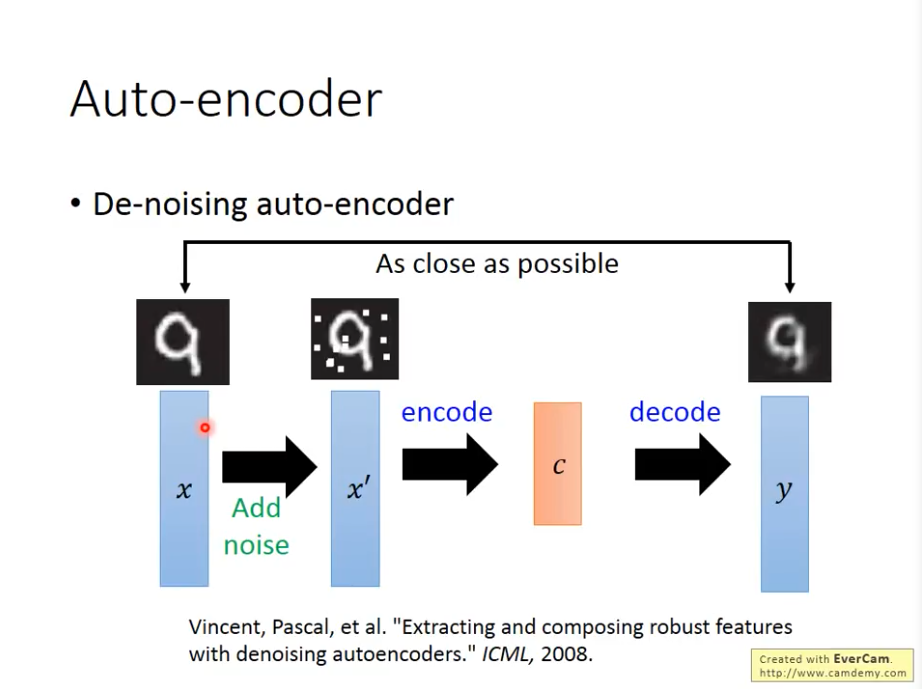 Auto-encoder
• De-noising auto-encoder
As close as possible
encode
decode
x
x′
c
y
Add
noise
Vincent, Pascal, et al. "Extracting and composing robust features
with denoising autoencoders." ICML, 2008.
Created with EverCam.
http://www.camdemy.com